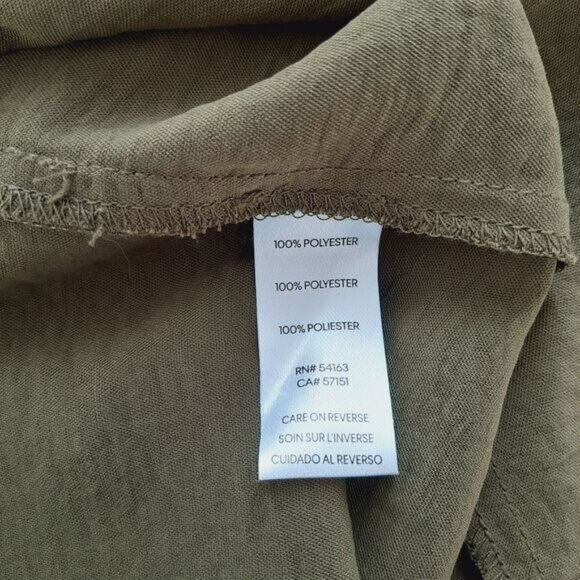 100% POLYESTER
100% POLYESTER
100% POLIESTER
RN# 54163
CA# 57151
CARE ON REVERSE
SOIN SUR L'INVERSE
CUIDADO AL REVERSO